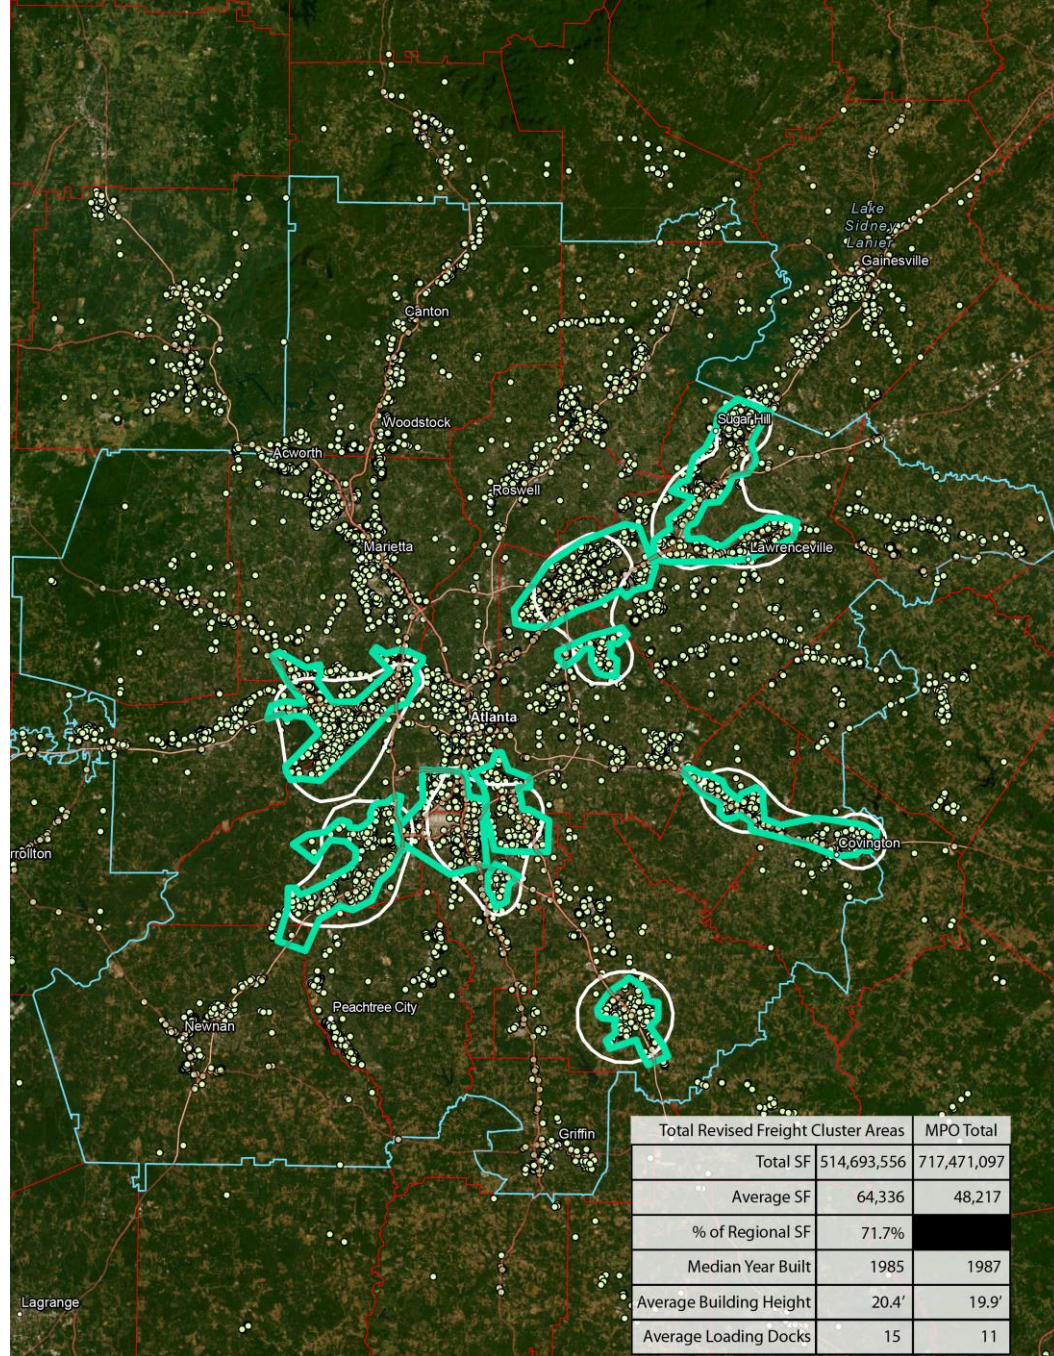 Lake
Sidney
Lanier
Gainesville
Canton
Woodstock
Sugar Hill
Acworth
Roswell
Marietta
Lawrenceville
Atlanta
Covington
rrollton
Peachtree City
Newnan
Griffin
Lagrange
Total Revised Freight Cluster Areas MPO Total
Total SF 514,693,556 717,471,097
Average SF 64,336 48,217
% of Regional SF 71.7%
Median Year Built 1985 1987
Average Building Height 20.4’ 19.9’
Average Loading Docks 15 11